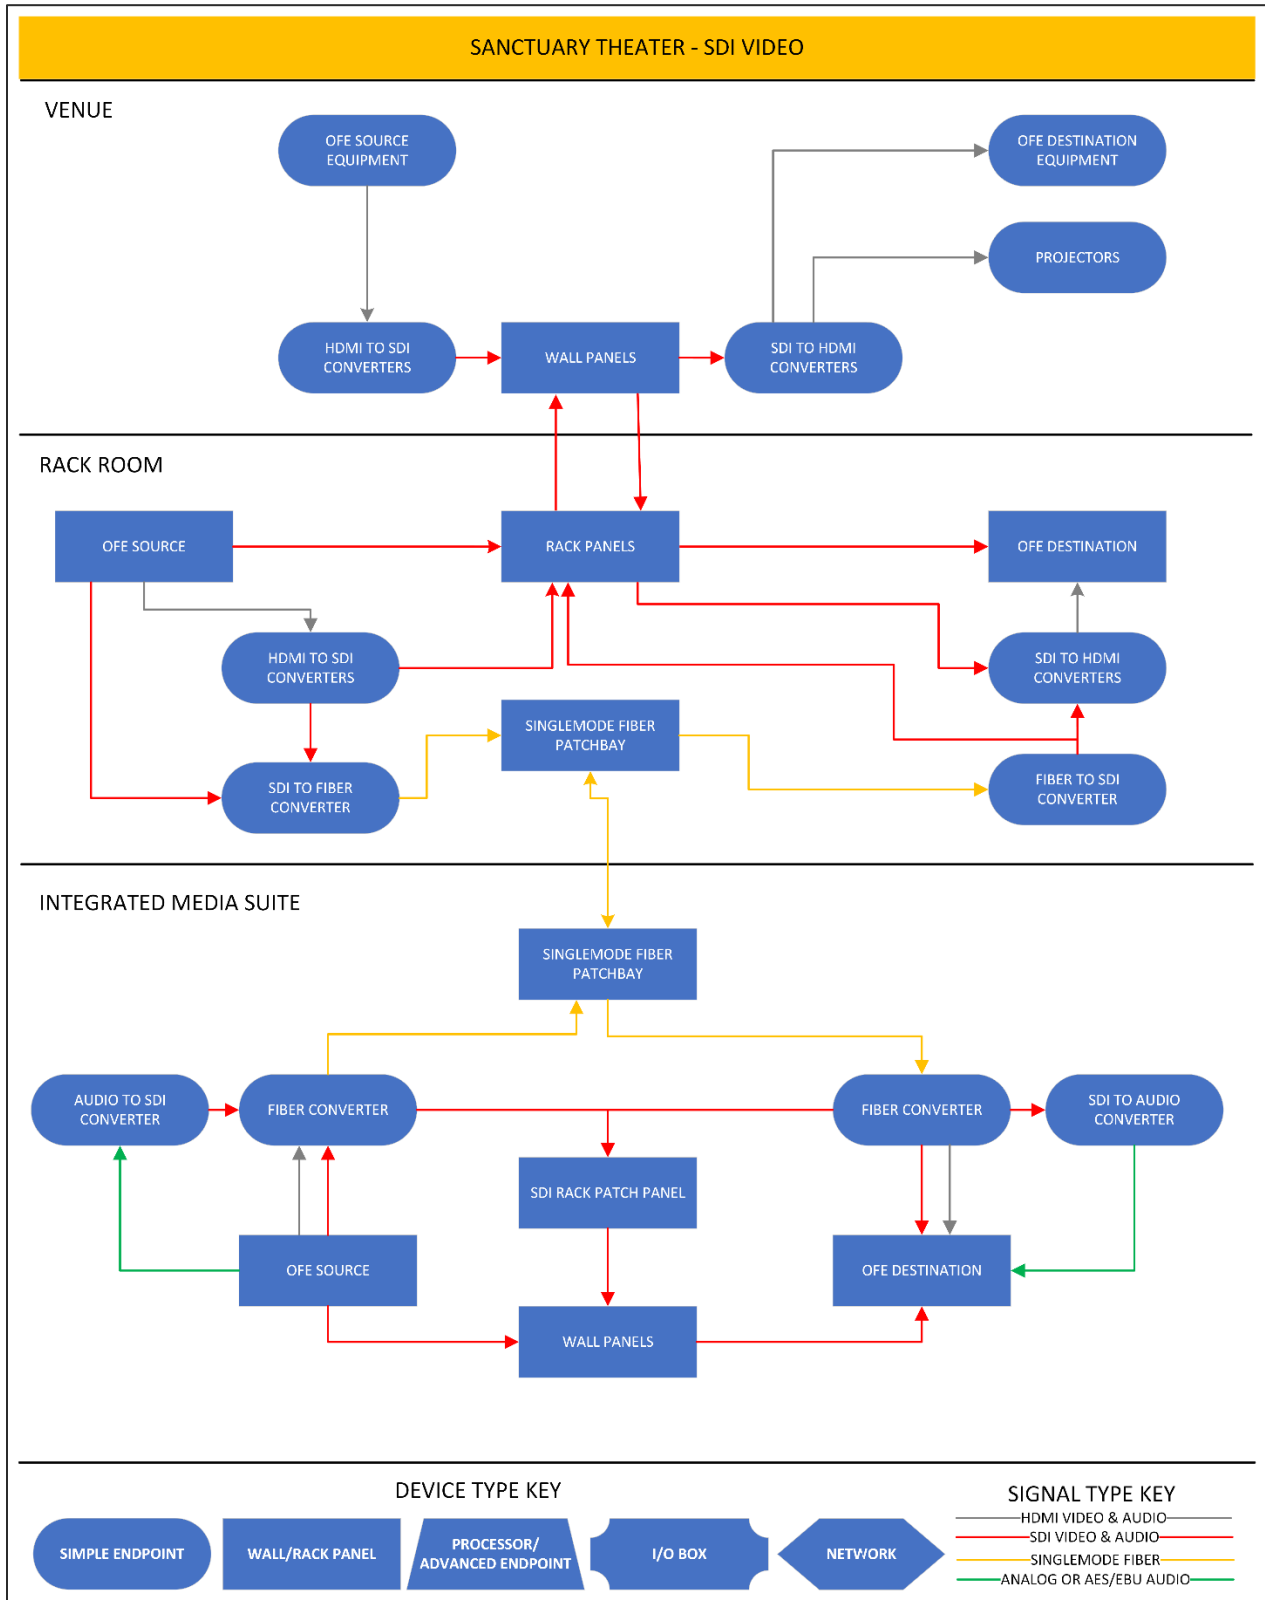 SANCTUARY THEATER - SDI VIDEO
VENUE
OFE SOURCE
EQUIPMENT
OFE DESTINATION
EQUIPMENT
PROJECTORS
HDMI TO SDI
CONVERTERS
WALL PANELS
SDI TO HDMI
CONVERTERS
RACK ROOM
OFE SOURCE
RACK PANELS
OFE DESTINATION
HDMI TO SDI
CONVERTERS
SDI TO HDMI
CONVERTERS
SINGLEMODE FIBER
PATCHBAY
SDI TO FIBER
CONVERTER
FIBER TO SDI
CONVERTER
INTEGRATED MEDIA SUITE
SINGLEMODE FIBER
PATCHBAY
AUDIO TO SDI
CONVERTER
FIBER CONVERTER
FIBER CONVERTER
SDI TO AUDIO
CONVERTER
SDI RACK PATCH PANEL
OFE SOURCE
OFE DESTINATION
WALL PANELS
DEVICE TYPE KEY
SIMPLE ENDPOINT
WALL/RACK PANEL
PROCESSOR/
ADVANCED ENDPOINT
I/O BOX
NETWORK
SIGNAL TYPE KEY
HDMI VIDEO & AUDIO
SDI VIDEO & AUDIO
SINGLEMODE FIBER
ANALOG OR AES/EBU AUDIO